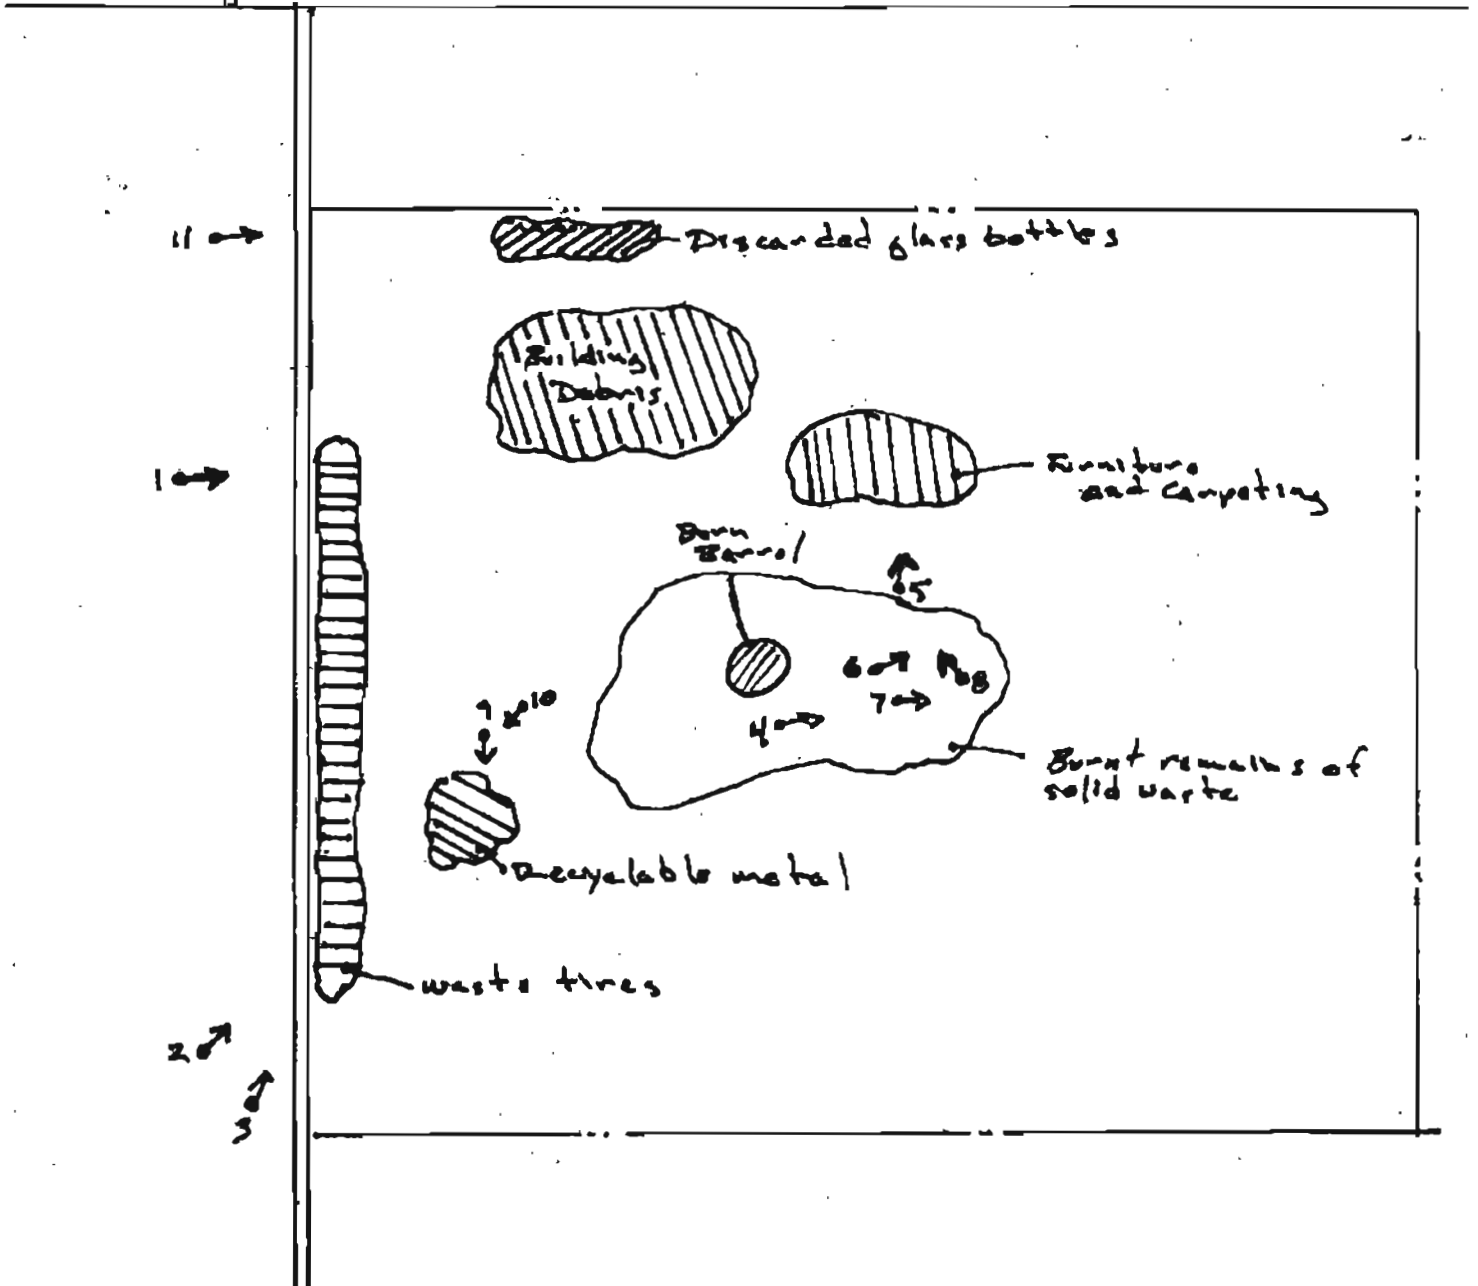 11
Discarded glass bottles
Building
Debris
1
Furniture
and carpeting
Burn
Barrel
5
6
8
7
4
9
10
Burnt remains of
solid waste
Recyclable metal
waste tires
2
3